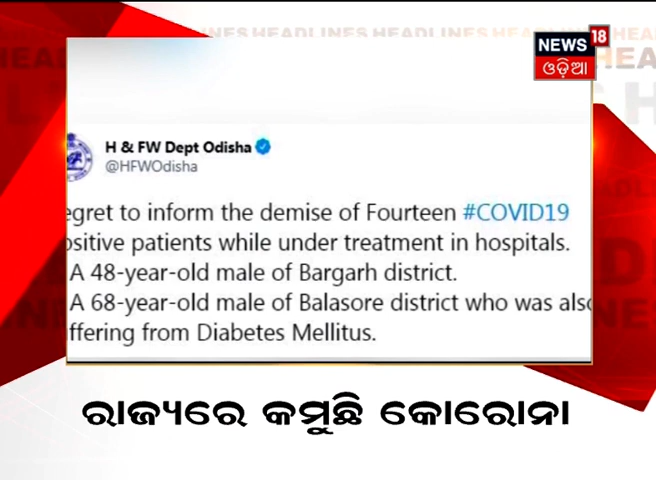 NEWS 18
ଓଡ଼ିଆ
H & FW Dept Odisha
@HFWOdisha
egret to inform the demise of Fourteen #COVID19
ositive patients while under treatment in hospitals.
A 48-year-old male of Bargarh district.
A 68-year-old male of Balasore district who was also
ffering from Diabetes Mellitus.
ରାଜ୍ୟରେ କମୁଛି କୋରୋନା